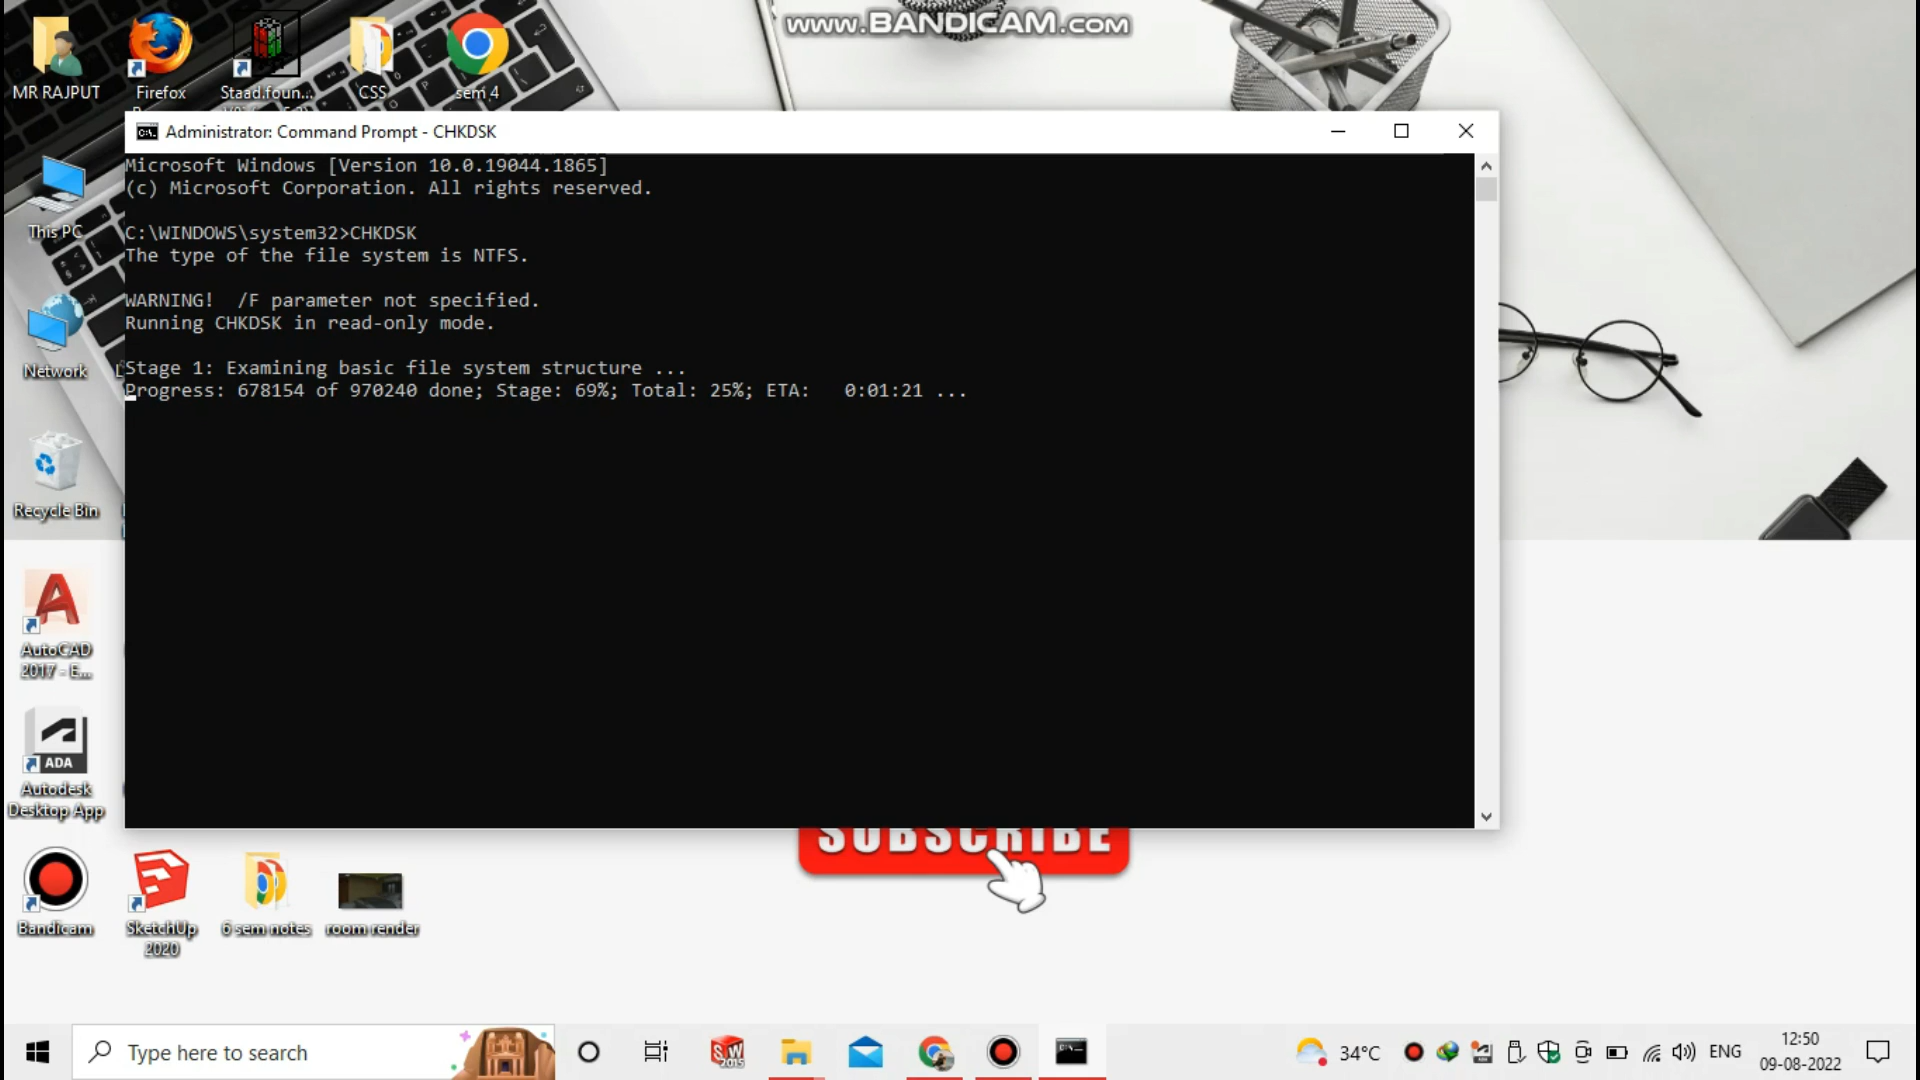 www.BANDICAM.com
MR RAJPUT
Firefox
Staad.foun...
CSS
sem 4
Administrator: Command Prompt - CHKDSK
Microsoft Windows [Version 10.0.19044.1865]
(c) Microsoft Corporation. All rights reserved.
C:\WINDOWS\system32>CHKDSK
The type of the file system is NTFS.
WARNING!  /F parameter not specified.
Running CHKDSK in read-only mode.
Stage 1: Examining basic file system structure ...
Progress: 678154 of 970240 done; Stage: 69%; Total: 25%; ETA:   0:01:21 ...
This PC
Network
Recycle Bin
AutoCAD
2017 - E...
ADA
Autodesk
Desktop App
SUBSCRIBE
Bandicam
SketchUp
2020
6 sem notes
room render
Type here to search
SW
2015
34°C
ENG
12:50
09-08-2022